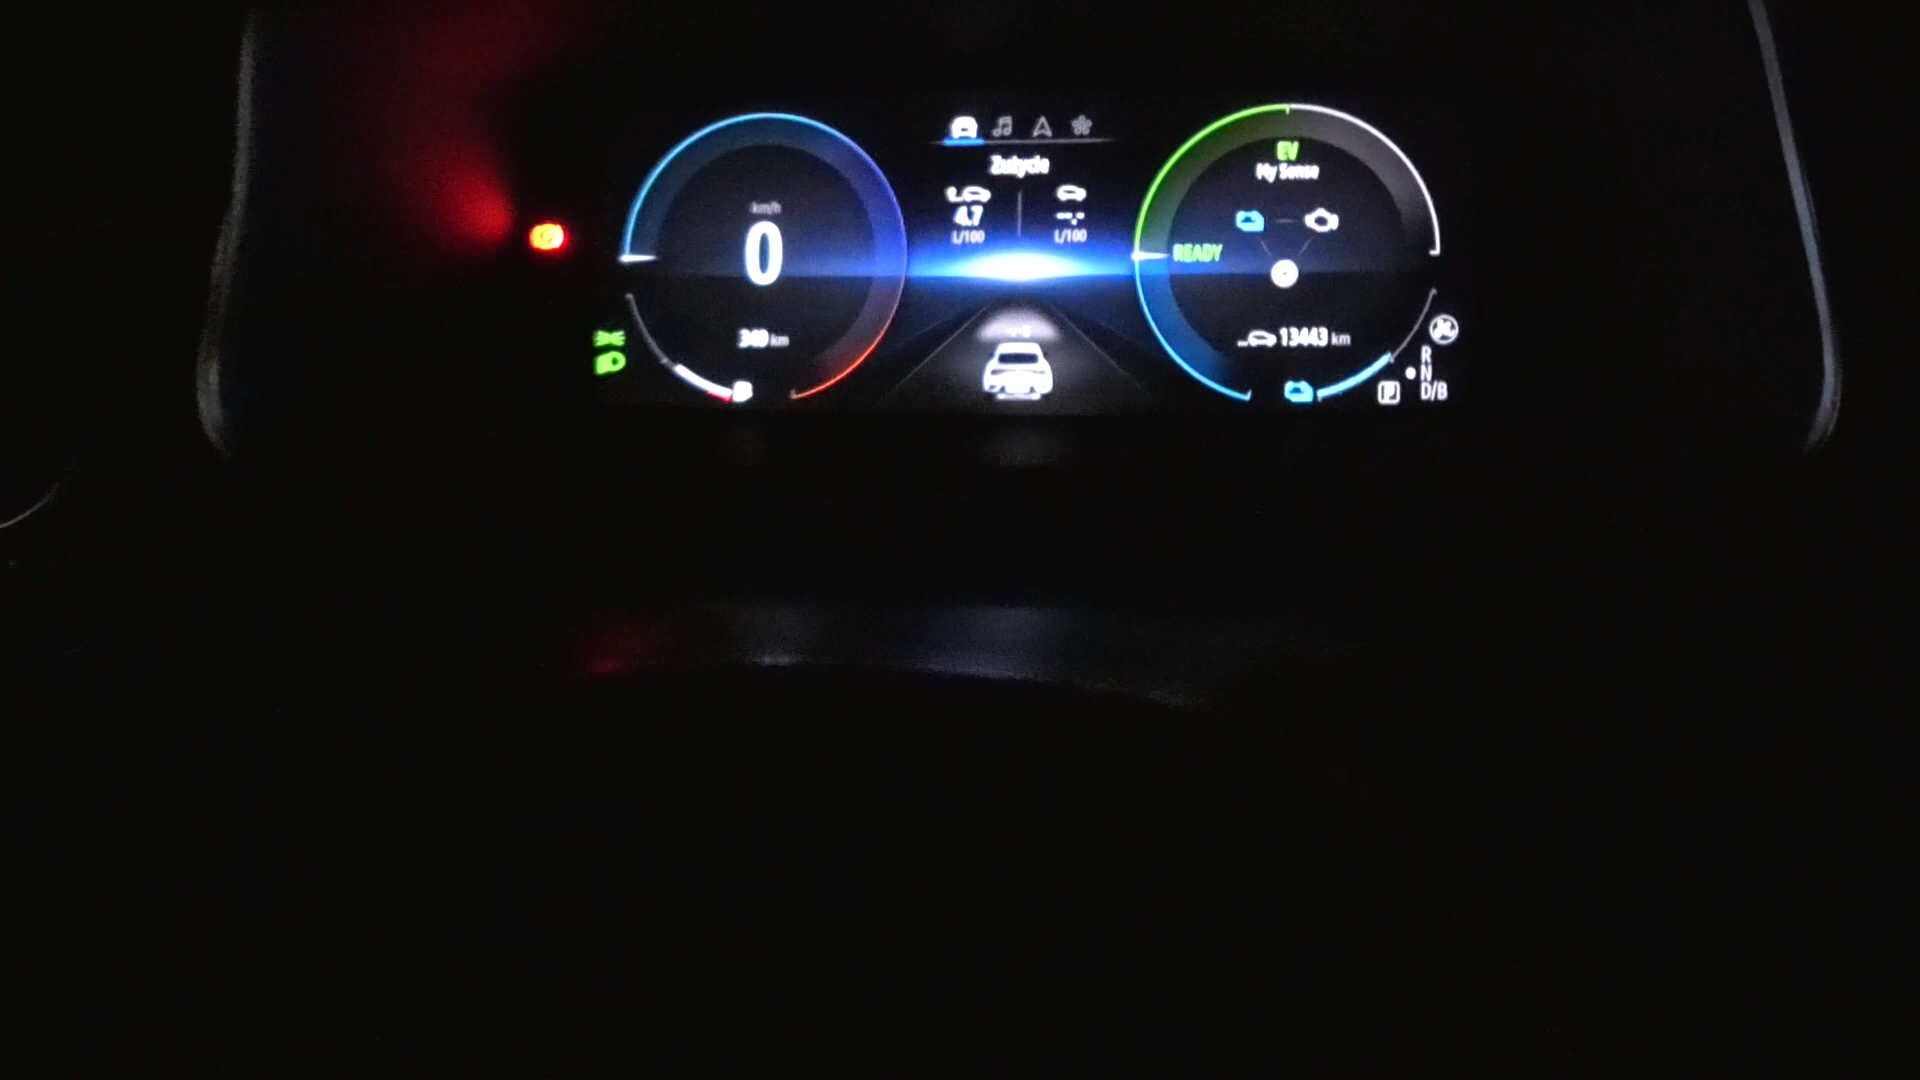 Zużycie
4.7
--.-
L/100
L/100
km/h
0
340 km
EV
My Sense
READY
13443 km
R
N
D/B
P